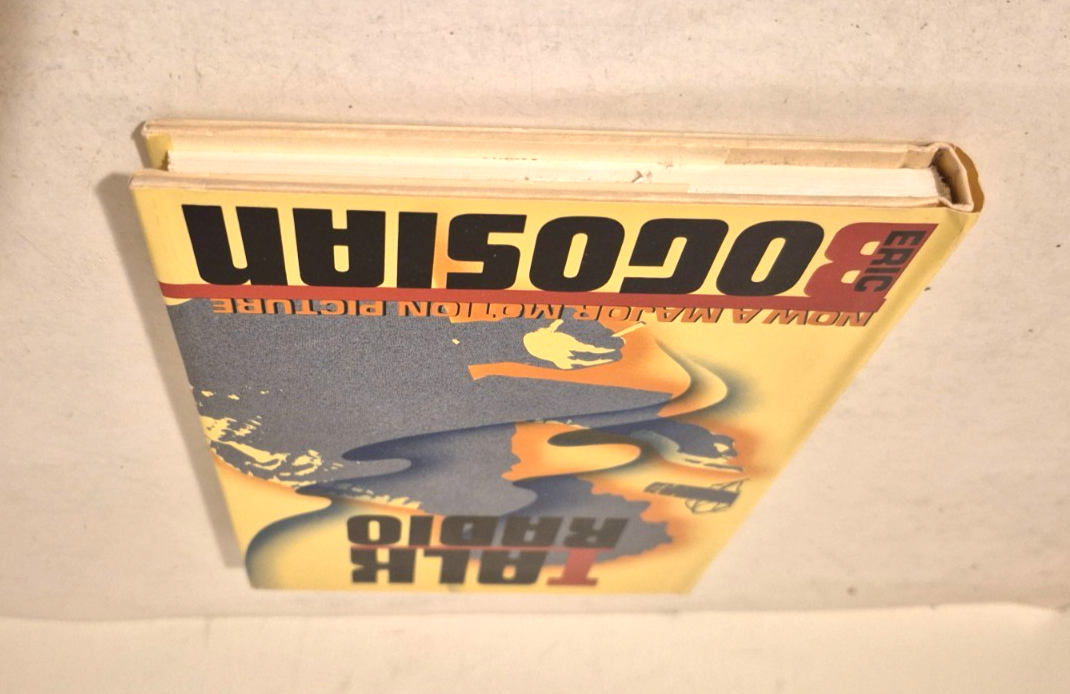 TALK
RADIO
NOW A MAJOR MOTION PICTURE
ERIC
BOGOSIAN